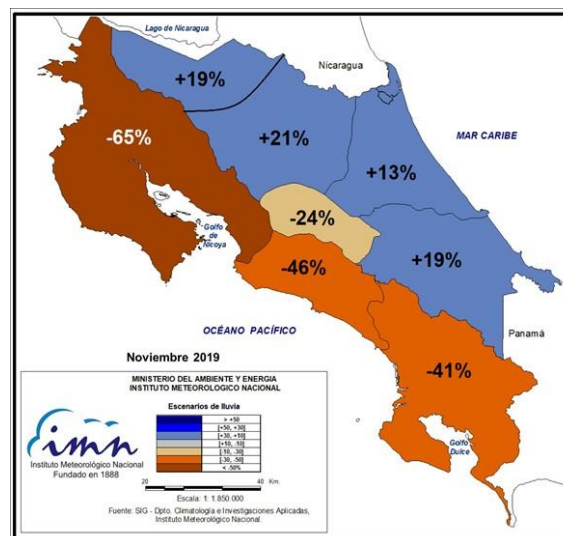 Lago de Nicaragua
Nicaragua
+19%
-65%
+21%
MAR CARIBE
+13%
-24%
Golfo
de
Nicoya
+19%
-46%
OCÉANO PACÍFICO
Panamá
-41%
Golfo
Dulce
Noviembre 2019
MINISTERIO DEL AMBIENTE Y ENERGIA
INSTITUTO METEOROLOGICO NACIONAL
Escenarios de lluvia
> +50
[+50, +30]
[+30, +10]
[+10, -10]
[-10, -30]
[-30, -50]
< -50%
imn
Instituto Meteorológico Nacional
Fundado en 1888
20 0 40 Km.
Escala: 1: 1.850.000
Fuente: SIG - Dpto. Climatología e Investigaciones Aplicadas,
Instituto Meteorológico Nacional.